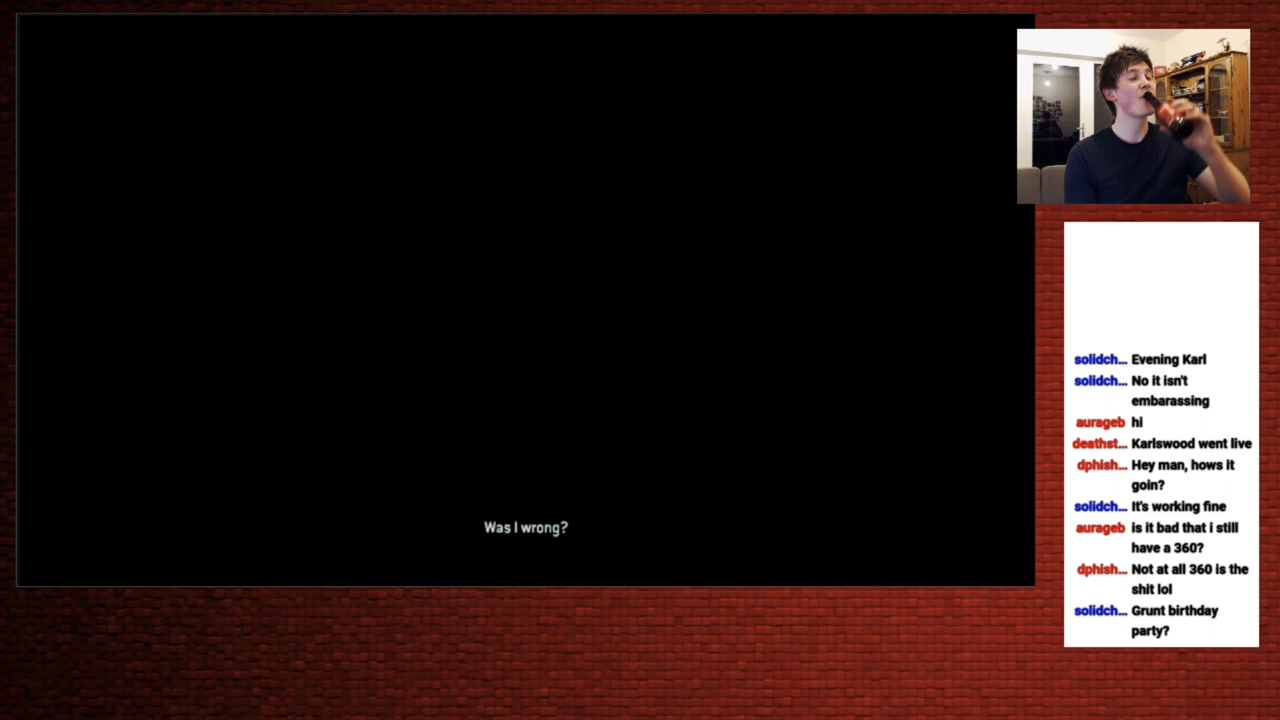 Was I wrong?
solidch... Evening Karl
solidch... No it isn't
embarassing
aurageb hi
deathst... Karlswood went live
dphish... Hey man, hows it
goin?
solidch... It's working fine
aurageb is it bad that i still
have a 360?
dphish... Not at all 360 is the
shit lol
solidch... Grunt birthday
party?